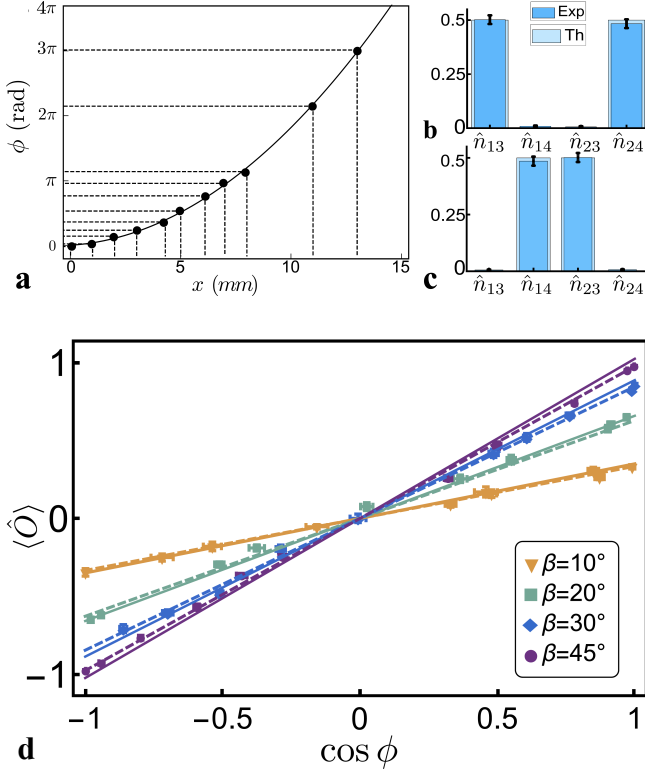 a
ϕ (rad)
4π
3π
2π
π
0
0
5
10
15
x (mm)
b
Exp
Th
0.5
0.25
0
n̂₁₃
n̂₁₄
n̂₂₃
n̂₂₄
c
0.5
0.25
0
n̂₁₃
n̂₁₄
n̂₂₃
n̂₂₄
d
⟨Ô⟩
1
0
−1
−1
−0.5
0
0.5
1
cos ϕ
β=10°
β=20°
β=30°
β=45°